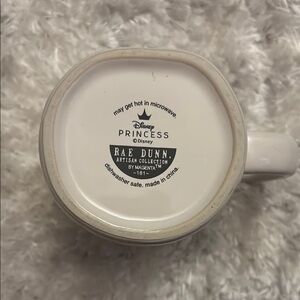 may get hot in microwave.
Disney
PRINCESS
©Disney
RAE DUNN.
ARTISAN COLLECTION
BY MAGENTA™
-181-
dishwasher safe, made in china.